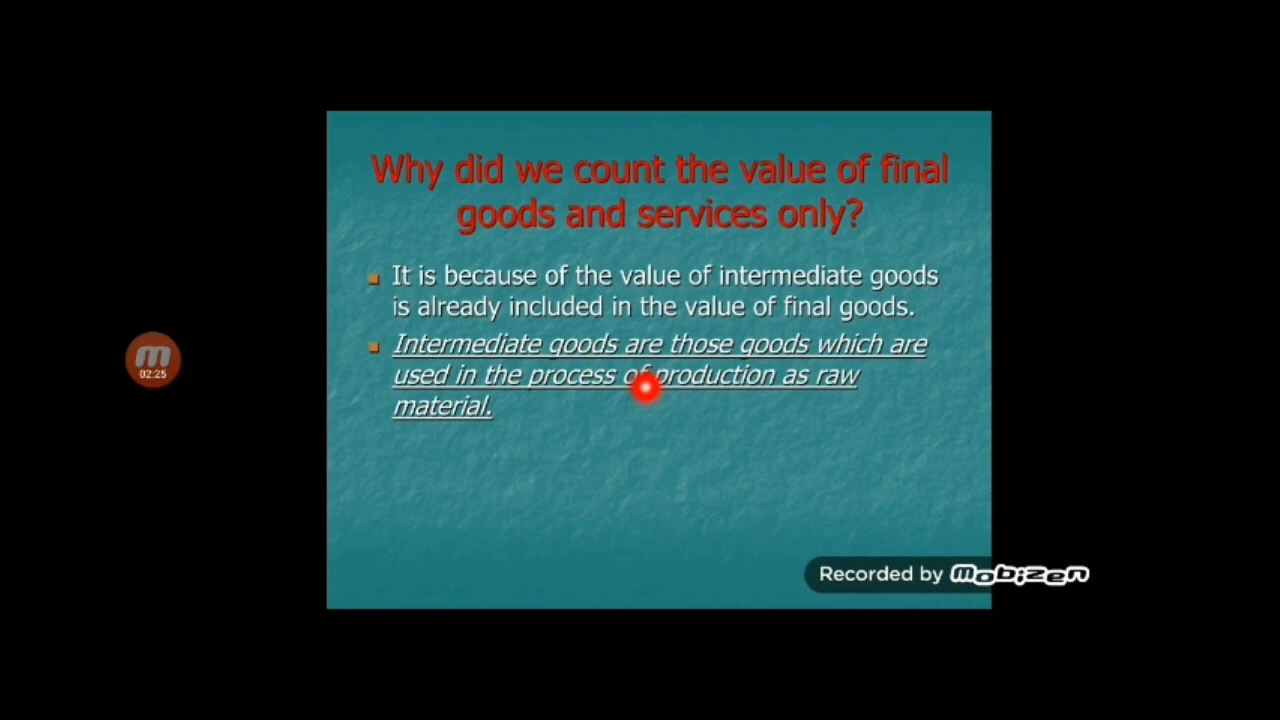 Why did we count the value of final
goods and services only?
It is because of the value of intermediate goods
is already included in the value of final goods.
Intermediate goods are those goods which are
used in the process of production as raw
material.
02:25
Recorded by mobizen